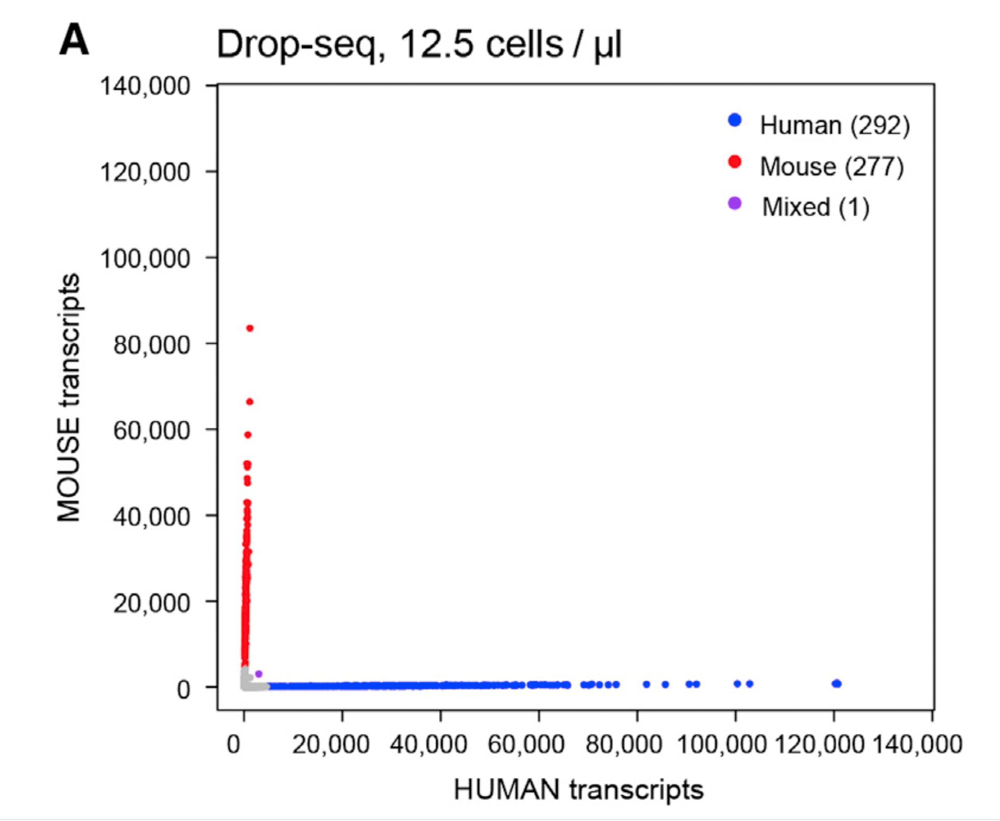 A
Drop-seq, 12.5 cells / µl
140,000
120,000
100,000
80,000
60,000
40,000
20,000
0
Human (292)
Mouse (277)
Mixed (1)
MOUSE transcripts
0 20,000 40,000 60,000 80,000 100,000 120,000 140,000
HUMAN transcripts